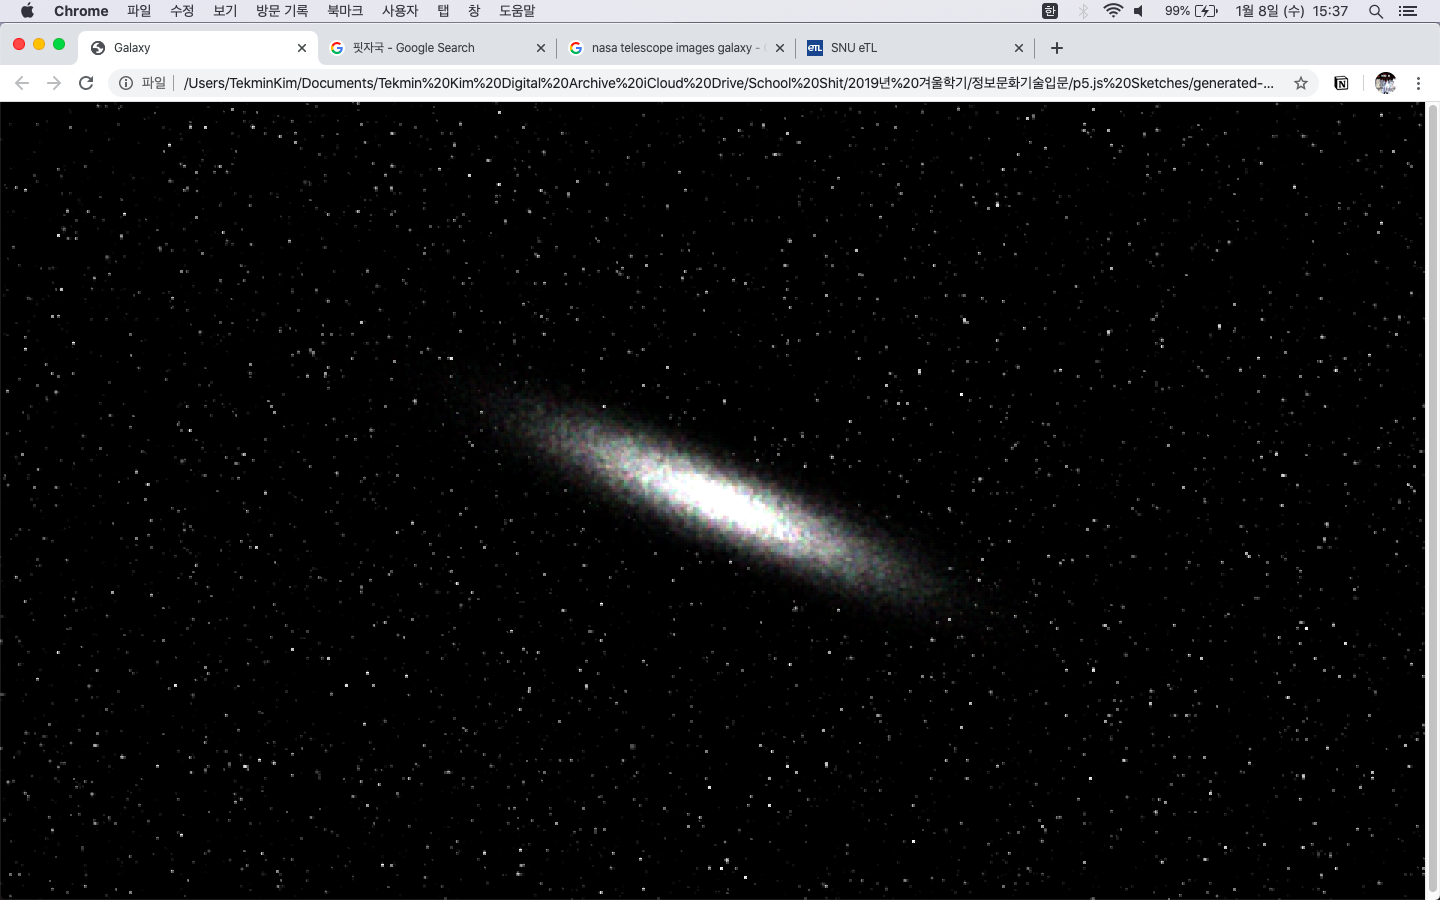 Chrome 파일 수정 보기 방문 기록 북마크 사용자 탭 창 도움말 한 99% 1월 8일 (수) 15:37
Galaxy 핏자국 - Google Search nasa telescope images galaxy - eTL SNU eTL
파일 /Users/TekminKim/Documents/Tekmin%20Kim%20Digital%20Archive%20iCloud%20Drive/School%20Shit/2019년%20겨울학기/정보문화기술입문/p5.js%20Sketches/generated-...